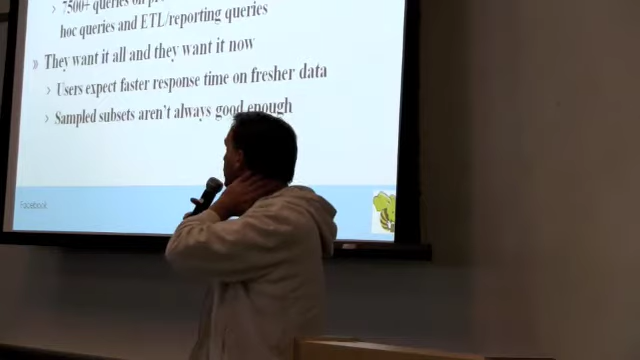 › 7500+ queries on
hoc queries and ETL/reporting queries
» They want it all and they want it now
› Users expect faster response time on fresher data
› Sampled subsets aren't always good enough
Facebook